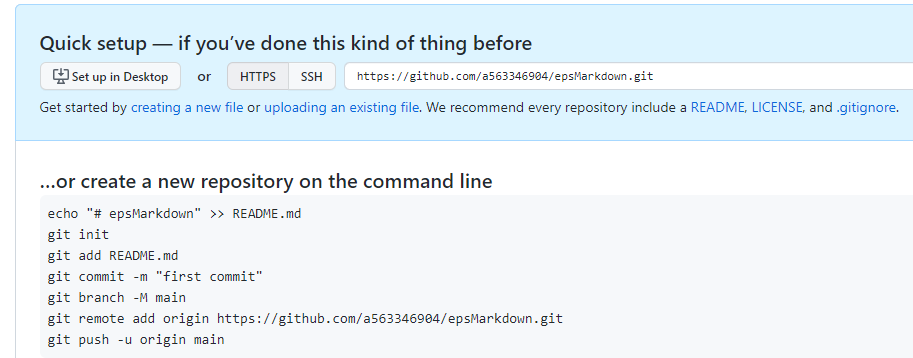 Quick setup — if you’ve done this kind of thing before
Set up in Desktop or HTTPS SSH https://github.com/a563346904/epsMarkdown.git
Get started by creating a new file or uploading an existing file. We recommend every repository include a README, LICENSE, and .gitignore.
…or create a new repository on the command line
echo "# epsMarkdown" >> README.md
git init
git add README.md
git commit -m "first commit"
git branch -M main
git remote add origin https://github.com/a563346904/epsMarkdown.git
git push -u origin main